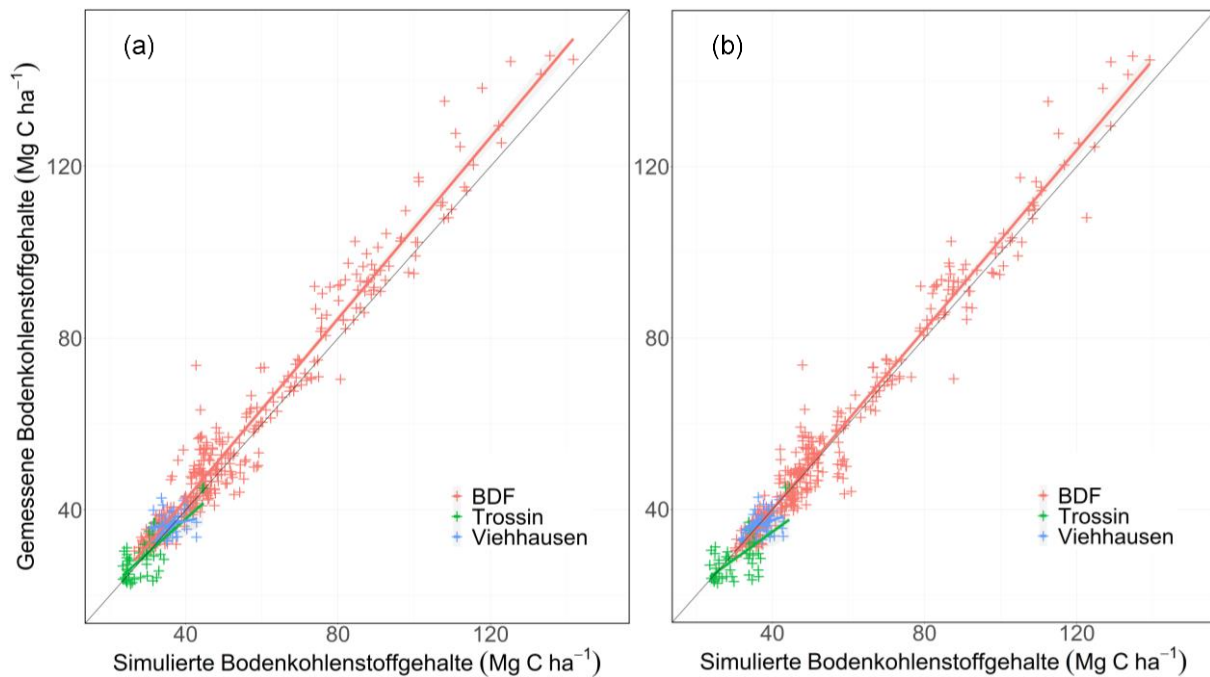 (a)
Gemessene Bodenkohlenstoffgehalte (Mg C ha⁻¹)
120
80
40
BDF
Trossin
Viehhausen
40 80 120
Simulierte Bodenkohlenstoffgehalte (Mg C ha⁻¹)
(b)
120
80
40
BDF
Trossin
Viehhausen
40 80 120
Simulierte Bodenkohlenstoffgehalte (Mg C ha⁻¹)